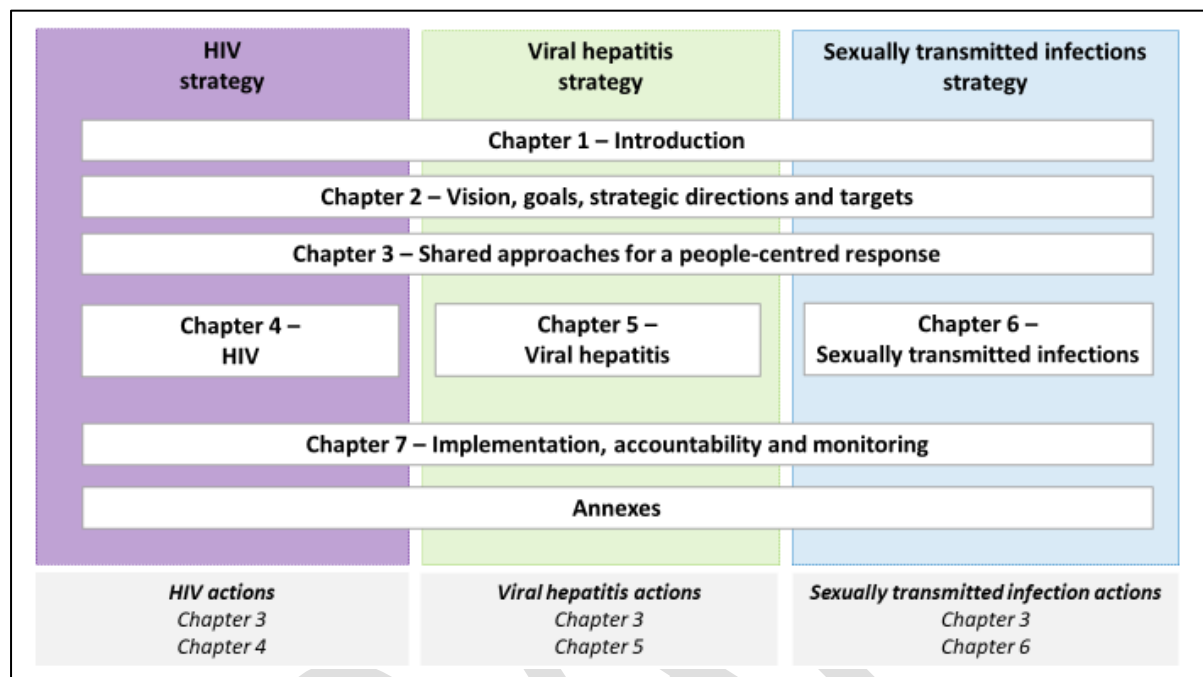 HIV
strategy
Viral hepatitis
strategy
Sexually transmitted infections
strategy
Chapter 1 – Introduction
Chapter 2 – Vision, goals, strategic directions and targets
Chapter 3 – Shared approaches for a people-centred response
Chapter 4 –
HIV
Chapter 5 –
Viral hepatitis
Chapter 6 –
Sexually transmitted infections
Chapter 7 – Implementation, accountability and monitoring
Annexes
HIV actions
Chapter 3
Chapter 4
Viral hepatitis actions
Chapter 3
Chapter 5
Sexually transmitted infection actions
Chapter 3
Chapter 6